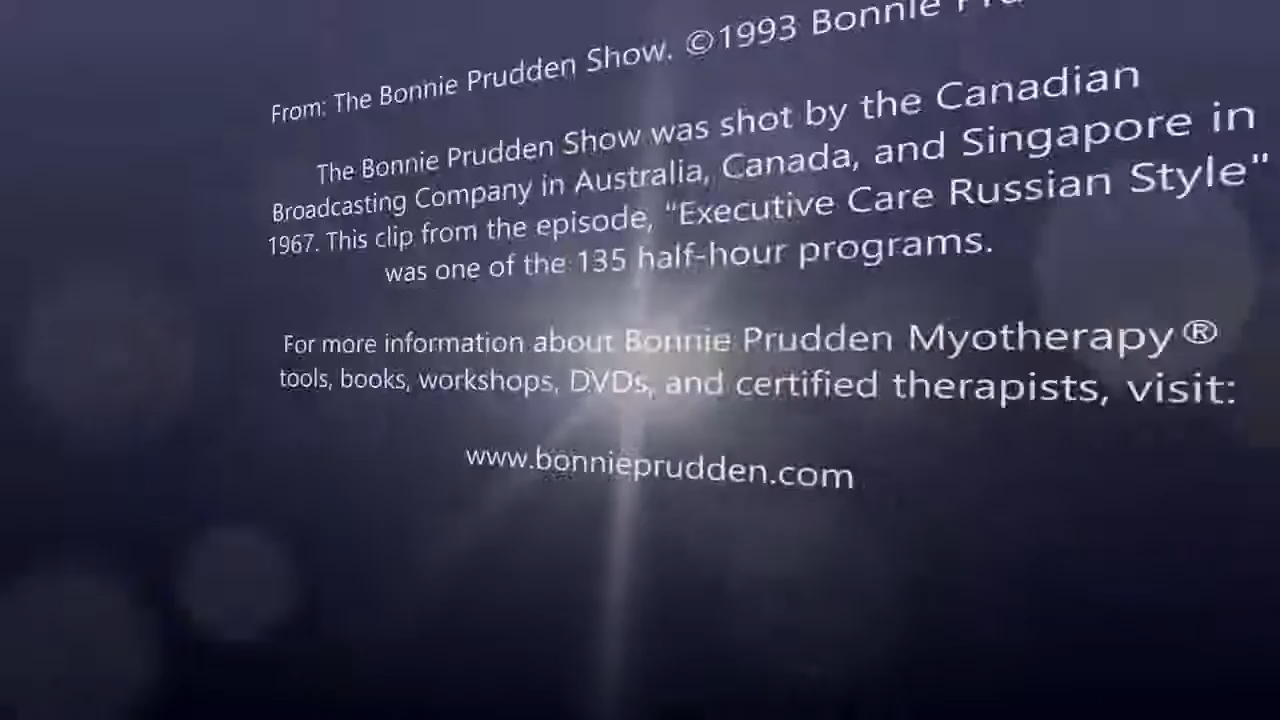 From: The Bonnie Prudden Show. ©1993 Bonnie
The Bonnie Prudden Show was shot by the Canadian
Broadcasting Company in Australia, Canada, and Singapore in
1967. This clip from the episode, "Executive Care Russian Style"
was one of the 135 half-hour programs.
For more information about Bonnie Prudden Myotherapy®
tools, books, workshops, DVDs, and certified therapists, visit:
www.bonnieprudden.com